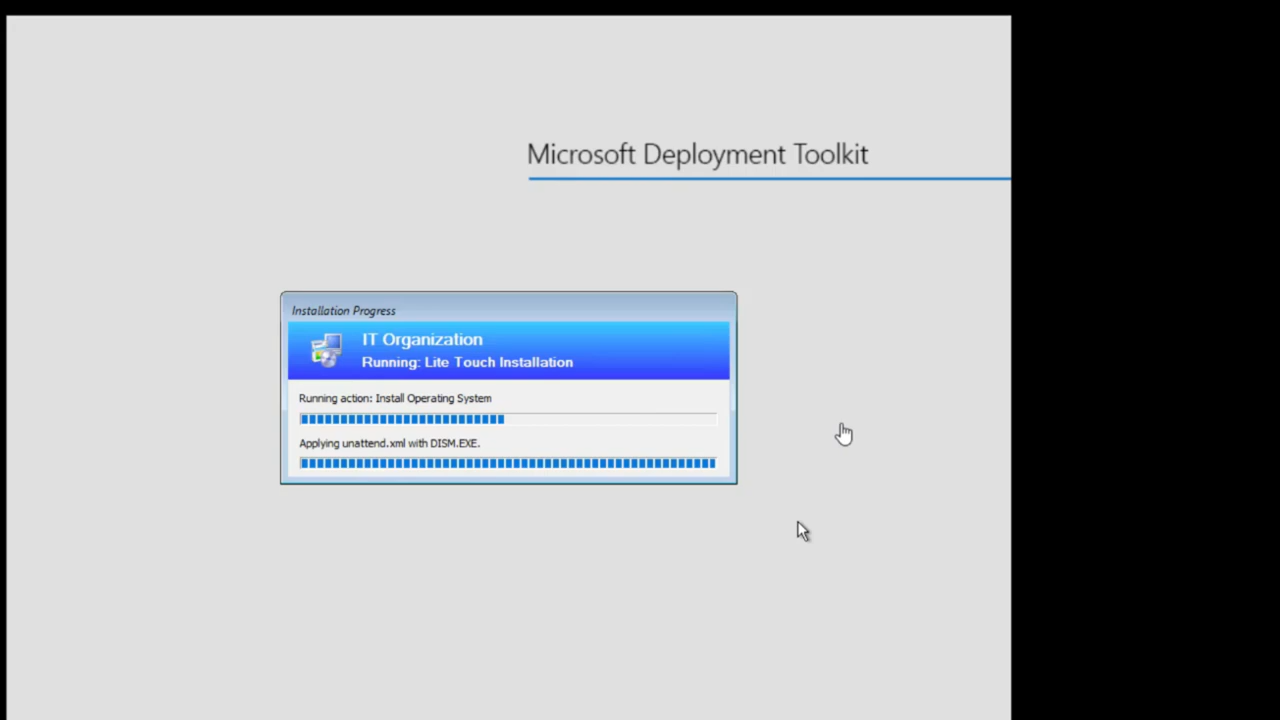 Microsoft Deployment Toolkit
Installation Progress
IT Organization
Running: Lite Touch Installation
Running action: Install Operating System
Applying unattend.xml with DISM.EXE.